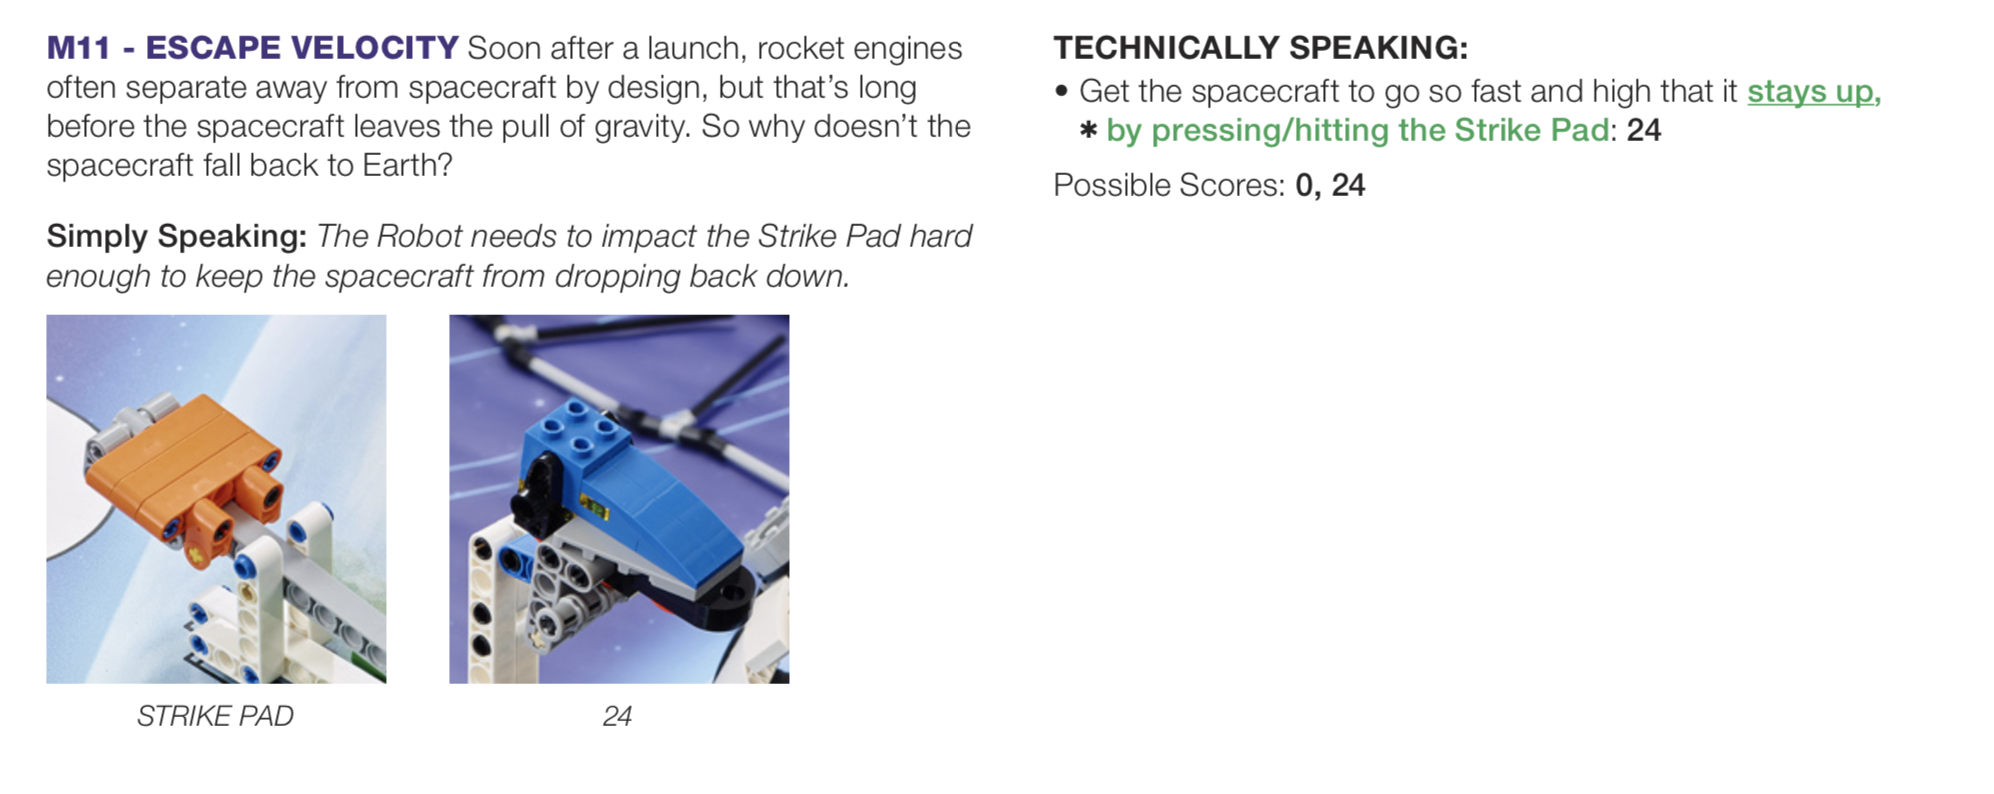 M11 - ESCAPE VELOCITY Soon after a launch, rocket engines
often separate away from spacecraft by design, but that's long
before the spacecraft leaves the pull of gravity. So why doesn't the
spacecraft fall back to Earth?
Simply Speaking: The Robot needs to impact the Strike Pad hard
enough to keep the spacecraft from dropping back down.
STRIKE PAD
24
TECHNICALLY SPEAKING:
• Get the spacecraft to go so fast and high that it stays up,
✱ by pressing/hitting the Strike Pad: 24
Possible Scores: 0, 24